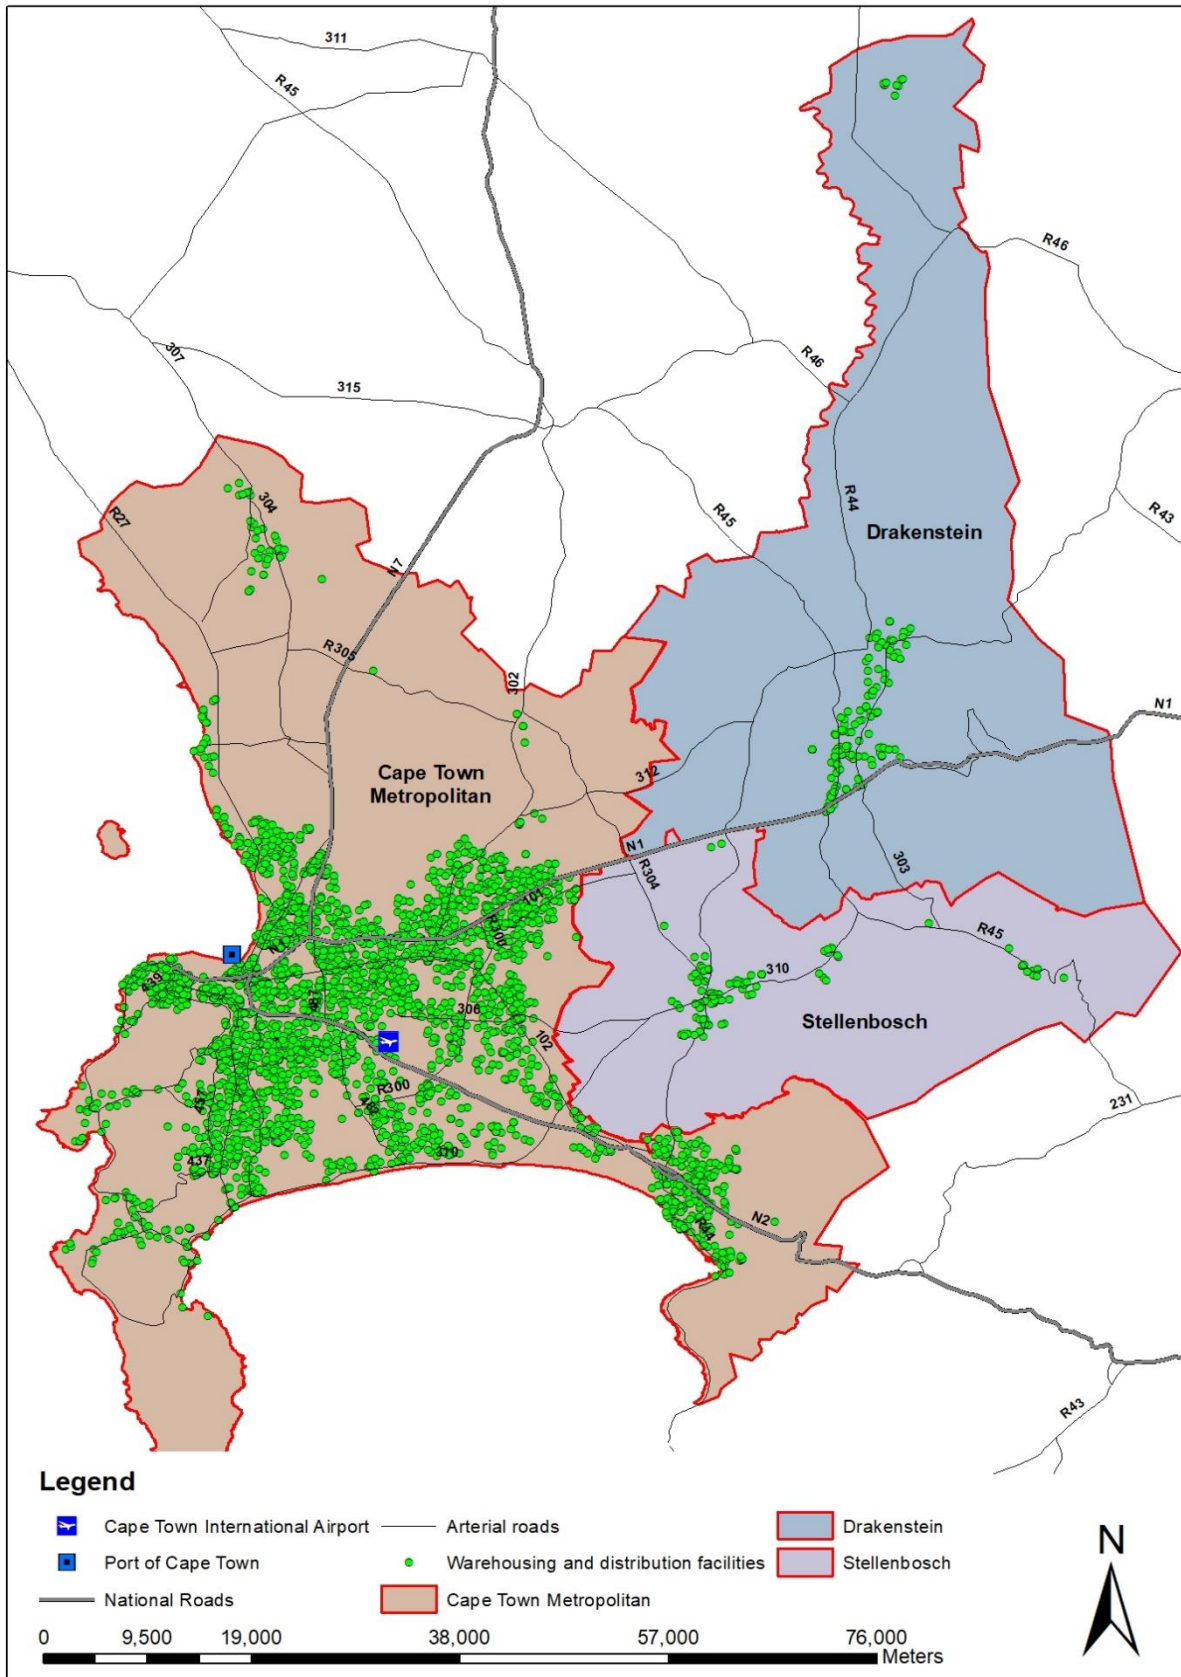 311
R45
R46
307
315
R46
R27
304
N7
R45
R44
R43
Drakenstein
R305
302
N1
Cape Town
Metropolitan
312
N1
R304
303
101
R300
N1
R45
439
310
306
Stellenbosch
102
R300
231
437
310
N2
R44
R43
Legend
Cape Town International Airport
Arterial roads
Drakenstein
Port of Cape Town
Warehousing and distribution facilities
Stellenbosch
National Roads
Cape Town Metropolitan
N
0 9,500 19,000 38,000 57,000 76,000
Meters